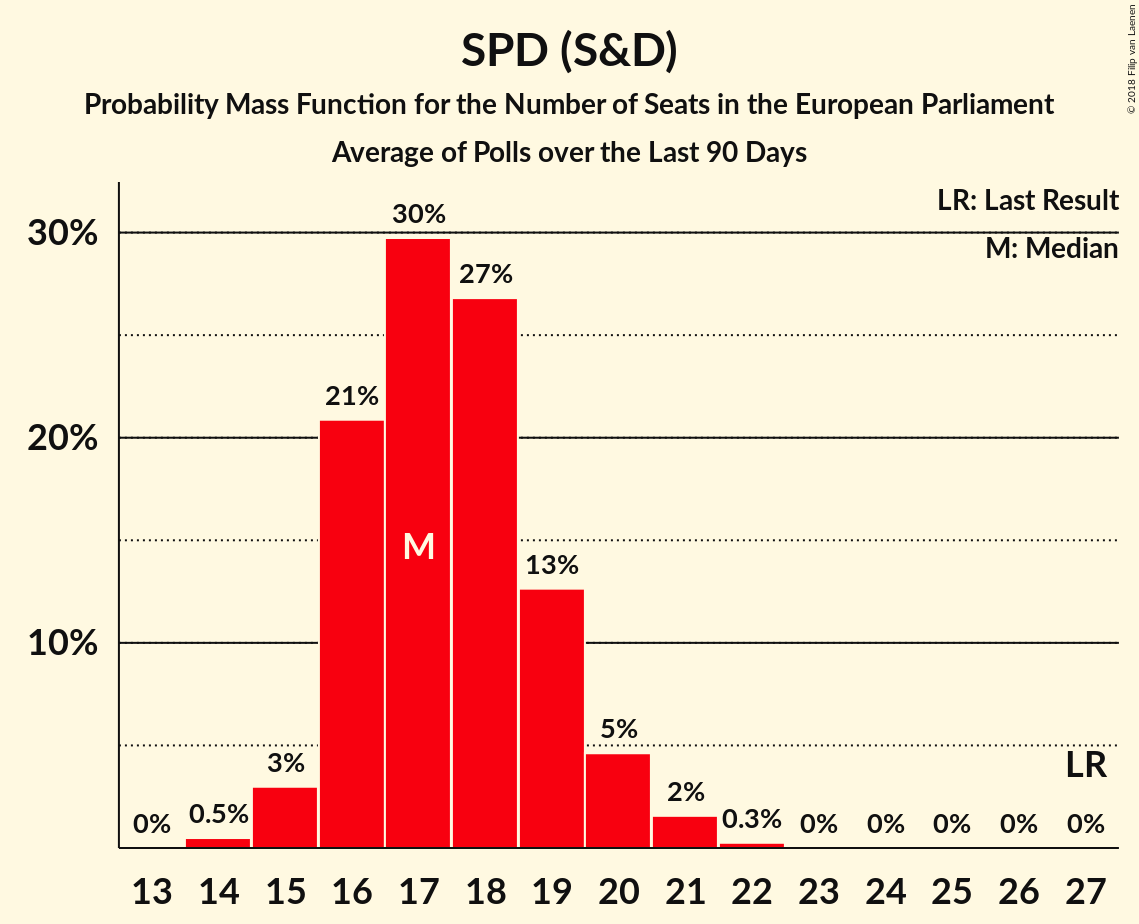 SPD (S&D)
Probability Mass Function for the Number of Seats in the European Parliament
Average of Polls over the Last 90 Days
© 2018 Filip van Laenen
LR: Last Result
M: Median
30%
20%
10%
0%
0.5%
3%
21%
30%
27%
13%
5%
2%
0.3%
0%
0%
0%
0%
0%
M
LR
13 14 15 16 17 18 19 20 21 22 23 24 25 26 27